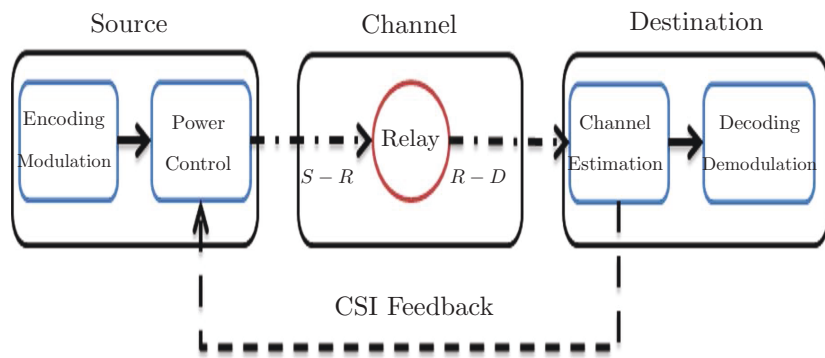 Source
Channel
Destination
Encoding
Modulation
Power
Control
S − R
Relay
R − D
Channel
Estimation
Decoding
Demodulation
CSI Feedback